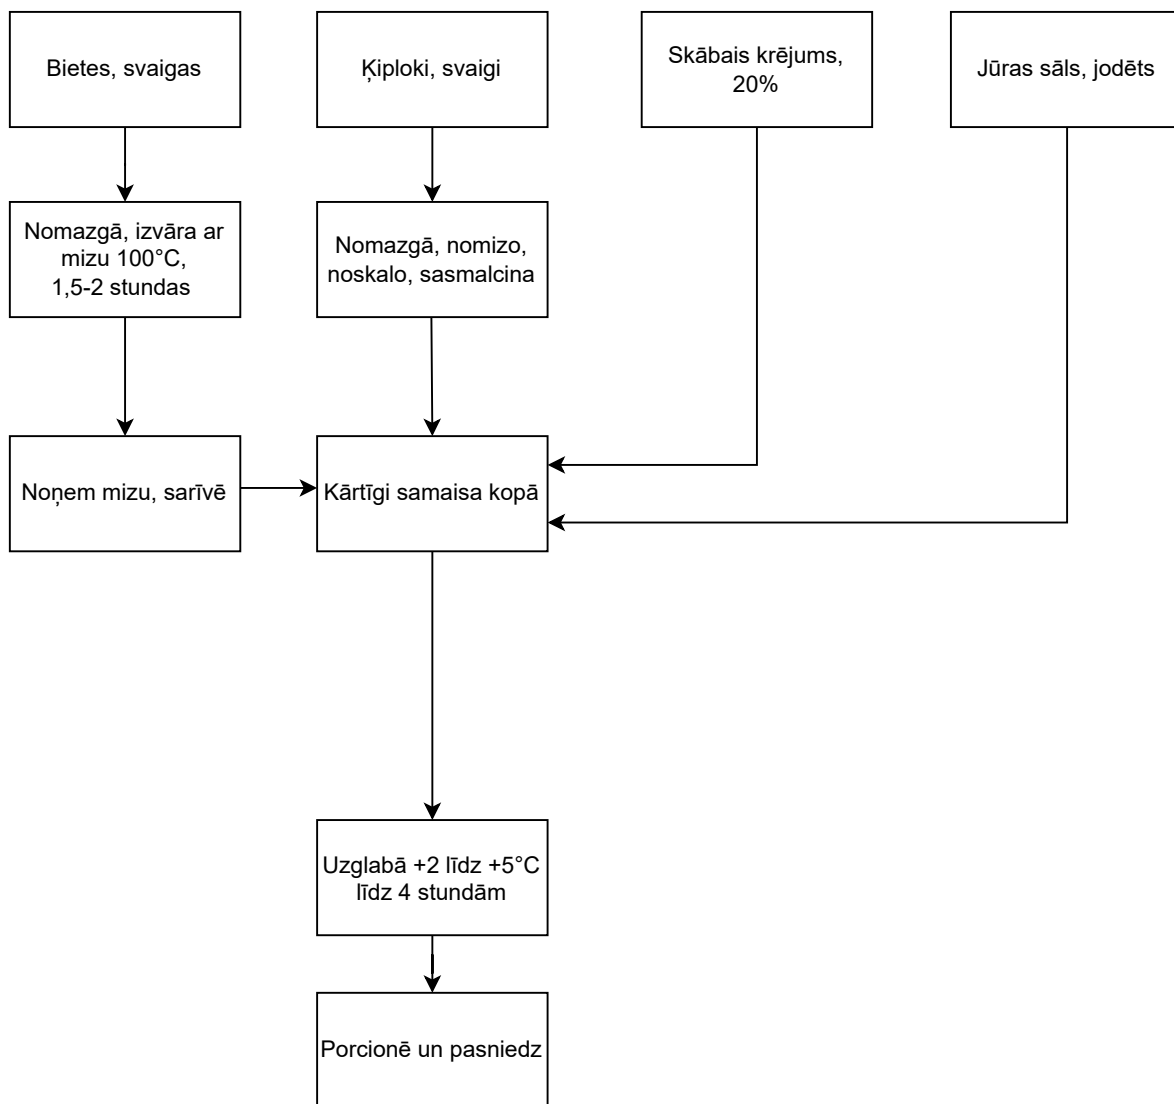 Bietes, svaigas
Ķiploki, svaigi
Skābais krējums,
20%
Jūras sāls, jodēts
Nomazgā, izvāra ar
mizu 100°C,
1,5-2 stundas
Nomazgā, nomizo,
noskalo, sasmalcina
Noņem mizu, sarīvē
Kārtīgi samaisa kopā
Uzglabā +2 līdz +5°C
līdz 4 stundām
Porcionē un pasniedz